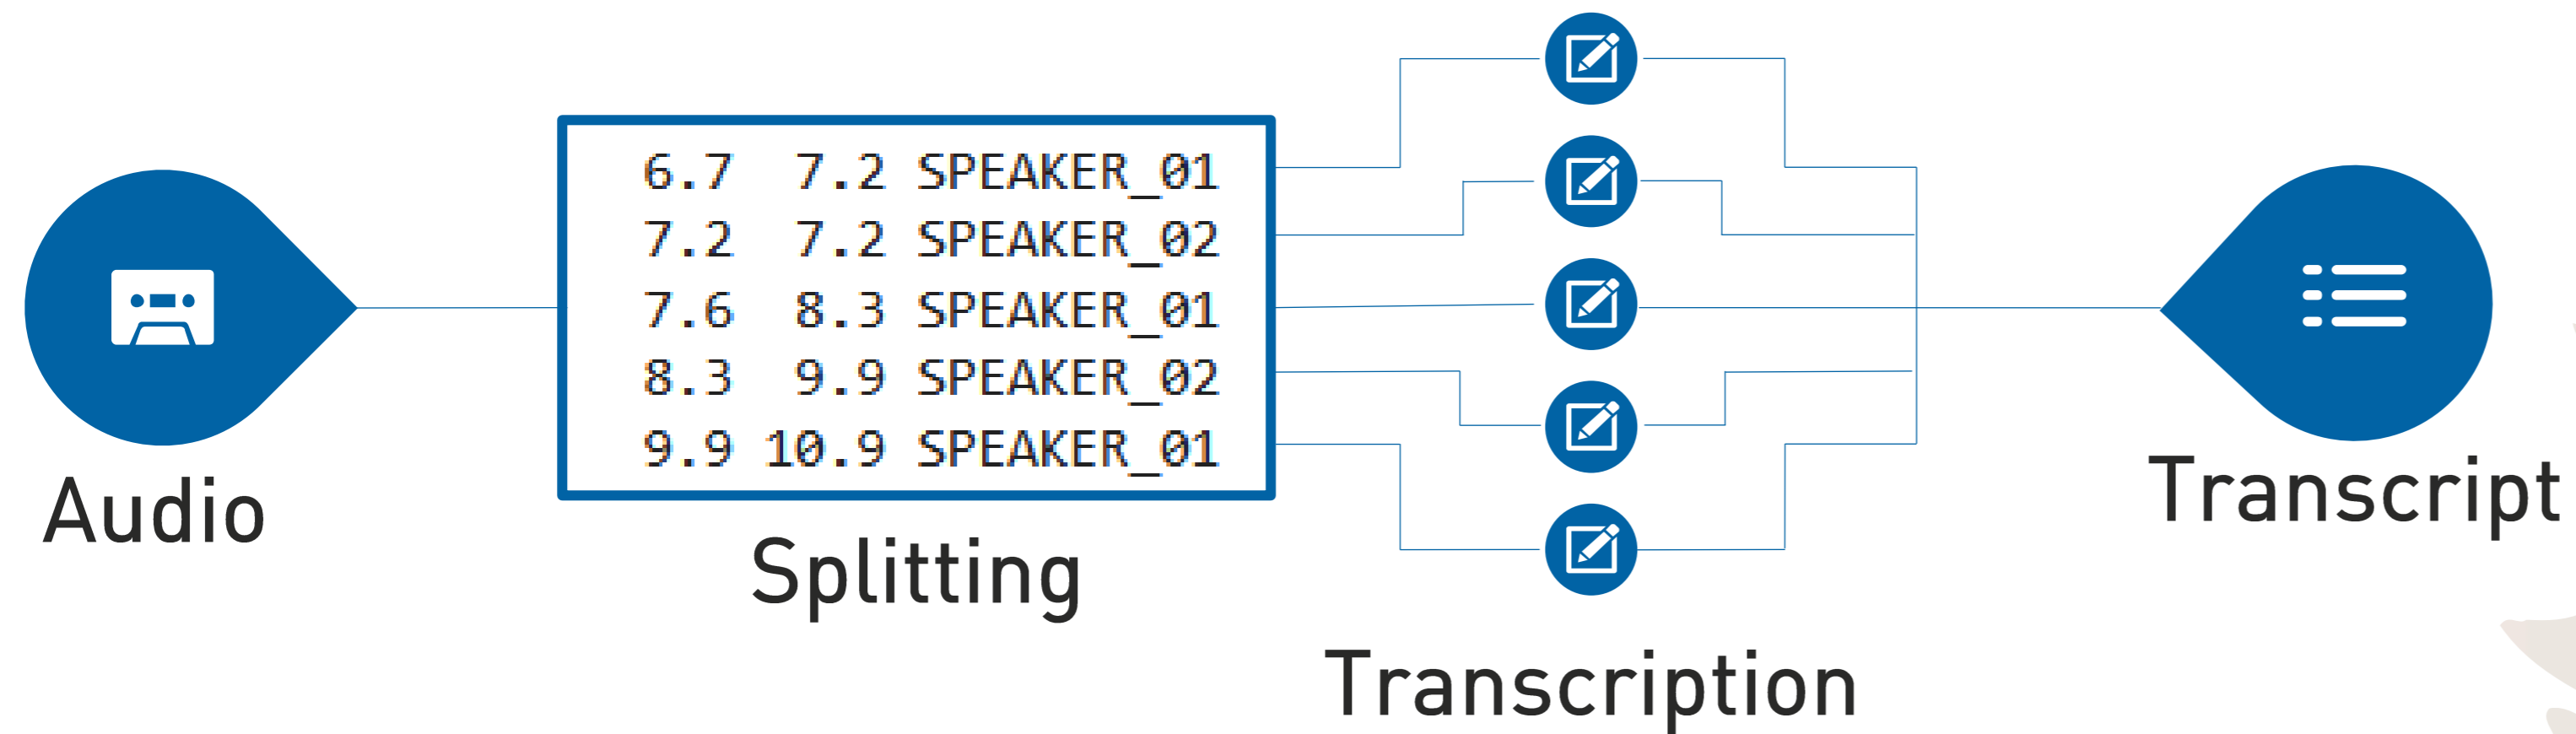 6.7 7.2 SPEAKER_01
7.2 7.2 SPEAKER_02
7.6 8.3 SPEAKER_01
8.3 9.9 SPEAKER_02
9.9 10.9 SPEAKER_01
Audio
Splitting
Transcription
Transcript